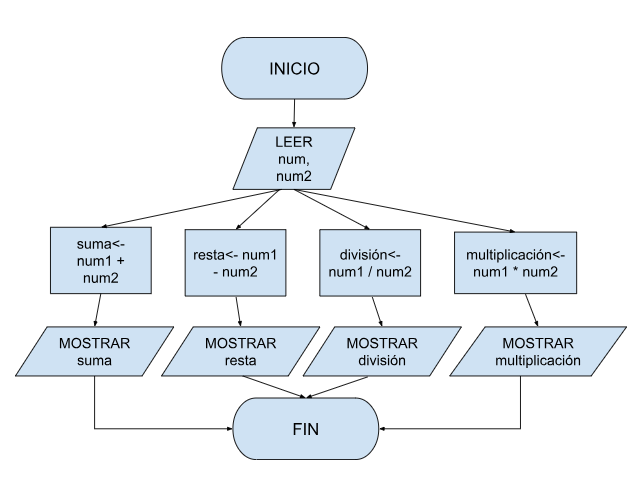 INICIO
LEER
num,
num2
suma<-
num1 +
num2
resta<- num1
- num2
división<-
num1 / num2
multiplicación<-
num1 * num2
MOSTRAR
suma
MOSTRAR
resta
MOSTRAR
división
MOSTRAR
multiplicación
FIN